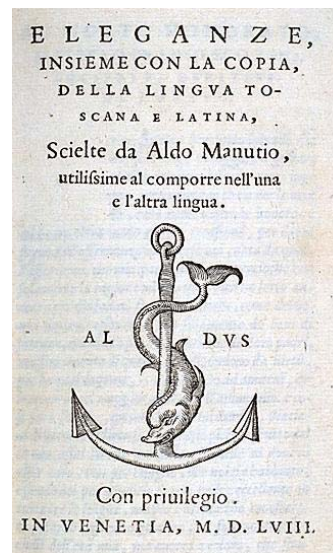 ELEGANZE,
INSIEME CON LA COPIA,
DELLA LINGVA TO-
SCANA E LATINA,
Scielte da Aldo Manutio,
utiliſsime al comporre nell'una
e l'altra lingua.
AL DVS
Con priuilegio.
IN VENETIA, M. D. LVIII.